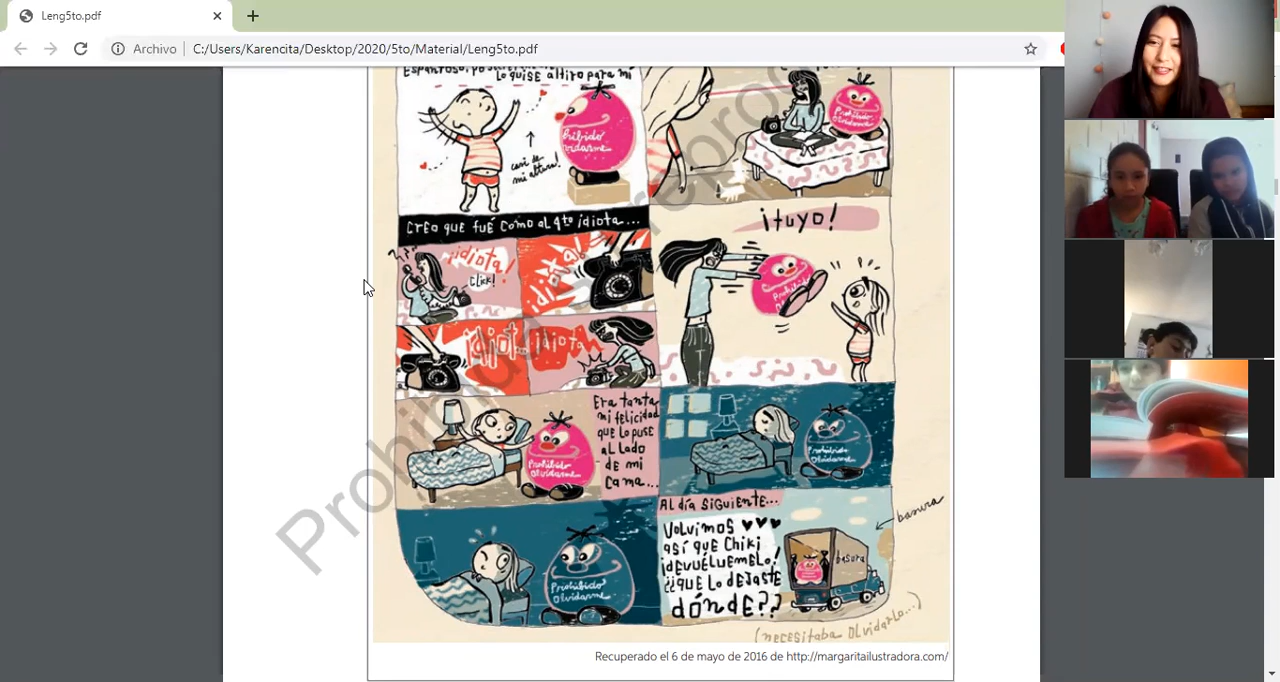 Leng5to.pdf
Archivo
C:/Users/Karencita/Desktop/2020/5to/Material/Leng5to.pdf
Espantoso, yo
Lo quise altiro para mí
casi de
mi altura!
Prohibido
Olvidarme
CREO QUE FUÉ COMO AL 4to idiota...
¡idiota!
CLICK!
idiota!
idiot...
idiota
¡tuyo!
Era tanta
mi felicidad
que lo puse
al lado
de mi
cama...
Prohibido
Olvidarme
Prohibido
Olvidarme
Prohibido
Olvidarme
Al día siguiente...
Volvimos
así que Chiki
¡devuélvemelo!
¿¿que lo dejaste
dónde??
basura
basura
(necesitaba olvidarlo...)
Recuperado el 6 de mayo de 2016 de http://margaritailustradora.com/